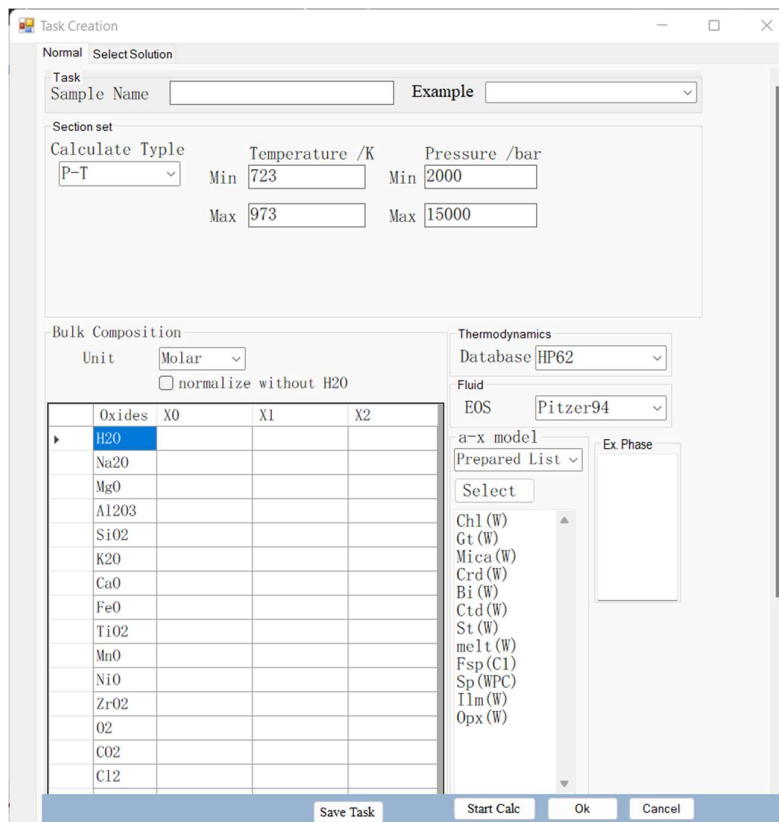 Task Creation
Normal Select Solution
Task
Sample Name Example
Section set
Calculate Typle Temperature /K Pressure /bar
P-T Min 723 Min 2000
Max 973 Max 15000
Bulk Composition Thermodynamics
Unit Molar Database HP62
normalize without H2O Fluid
EOS Pitzer94
Oxides X0 X1 X2 a-x model Ex. Phase
H2O Prepared List
Na2O
MgO Select
Al2O3 Chl(W)
SiO2 Gt(W)
K2O Mica(W)
CaO Crd(W)
FeO Bi(W)
TiO2 Ctd(W)
MnO St(W)
NiO melt(W)
ZrO2 Fsp(C1)
O2 Sp(WPC)
CO2 Ilm(W)
Cl2 Opx(W)
Save Task Start Calc Ok Cancel